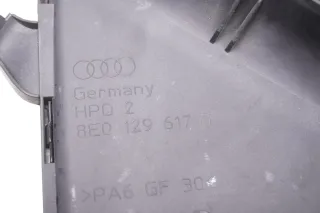 Germany
HPD 2
8E0 129 617
>PA6 GF 30<